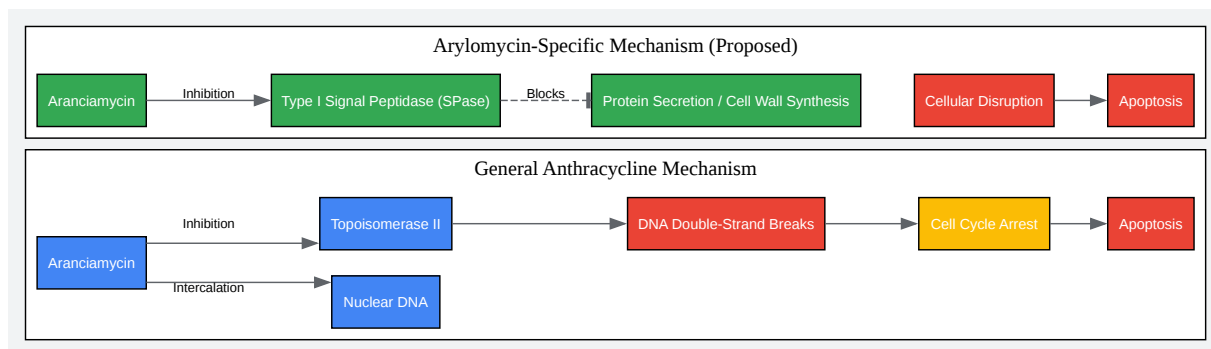 Arylomycin-Specific Mechanism (Proposed)
Aranciamycin
Inhibition
Type I Signal Peptidase (SPase)
Blocks
Protein Secretion / Cell Wall Synthesis
Cellular Disruption
Apoptosis
General Anthracycline Mechanism
Aranciamycin
Inhibition
Intercalation
Topoisomerase II
Nuclear DNA
DNA Double-Strand Breaks
Cell Cycle Arrest
Apoptosis